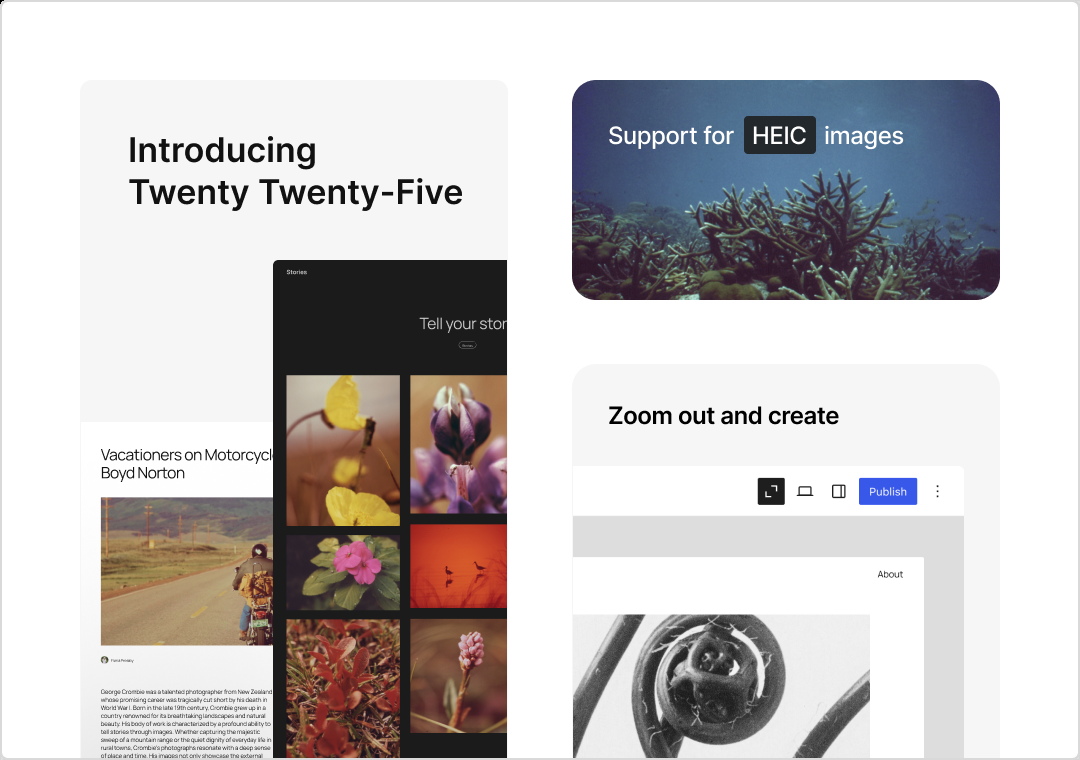 Introducing
Twenty Twenty-Five
Stories
Tell your stor
Vacationers on Motorcycl
Boyd Norton
George Crombie was a talented photographer from New Zealand
whose promising career was tragically cut short by his death in
World War I. Born in the late 19th century, Crombie grew up in a
country renowned for its breathtaking landscapes and natural
beauty. His body of work is characterized by a profound ability to
tell stories through images. Whether capturing the majestic
sweep of a mountain range or the quiet dignity of everyday life in
rural towns, Crombie's photographs resonate with a deep sense
of place and time. His images not only showcase the external
Support for HEIC images
Zoom out and create
Publish
About